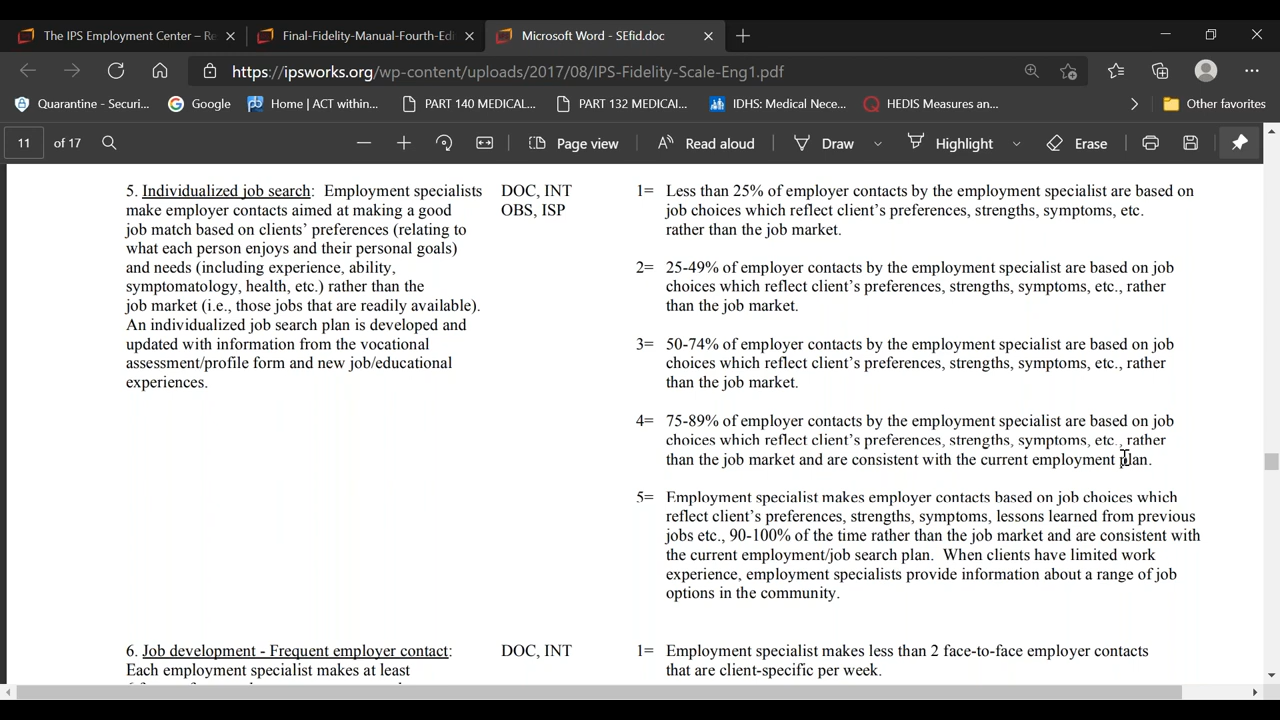 The IPS Employment Center – Re
Final-Fidelity-Manual-Fourth-Edi
Microsoft Word - SEfid.doc
https://ipsworks.org/wp-content/uploads/2017/08/IPS-Fidelity-Scale-Eng1.pdf
Quarantine - Securi...
Google
Home | ACT within...
PART 140 MEDICAL...
PART 132 MEDICAl...
IDHS: Medical Nece...
HEDIS Measures an...
Other favorites
11 of 17
Page view
Read aloud
Draw
Highlight
Erase
5. Individualized job search: Employment specialists
make employer contacts aimed at making a good
job match based on clients' preferences (relating to
what each person enjoys and their personal goals)
and needs (including experience, ability,
symptomatology, health, etc.) rather than the
job market (i.e., those jobs that are readily available).
An individualized job search plan is developed and
updated with information from the vocational
assessment/profile form and new job/educational
experiences.
DOC, INT
OBS, ISP
1= Less than 25% of employer contacts by the employment specialist are based on
job choices which reflect client's preferences, strengths, symptoms, etc.
rather than the job market.
2= 25-49% of employer contacts by the employment specialist are based on job
choices which reflect client's preferences, strengths, symptoms, etc., rather
than the job market.
3= 50-74% of employer contacts by the employment specialist are based on job
choices which reflect client's preferences, strengths, symptoms, etc., rather
than the job market.
4= 75-89% of employer contacts by the employment specialist are based on job
choices which reflect client's preferences, strengths, symptoms, etc., rather
than the job market and are consistent with the current employment plan.
5= Employment specialist makes employer contacts based on job choices which
reflect client's preferences, strengths, symptoms, lessons learned from previous
jobs etc., 90-100% of the time rather than the job market and are consistent with
the current employment/job search plan. When clients have limited work
experience, employment specialists provide information about a range of job
options in the community.
6. Job development - Frequent employer contact:
Each employment specialist makes at least
DOC, INT
1= Employment specialist makes less than 2 face-to-face employer contacts
that are client-specific per week.